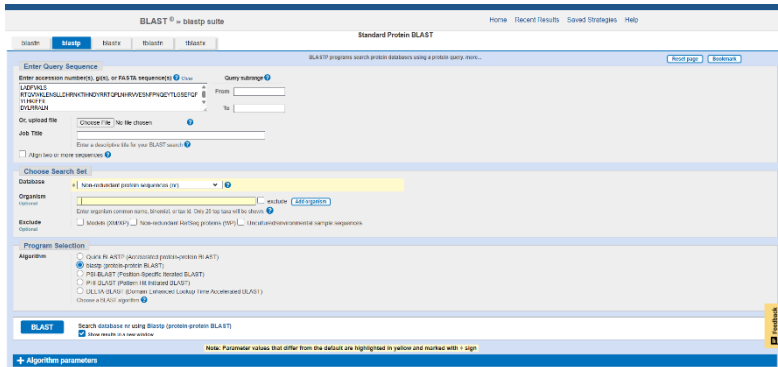 BLAST ® » blastp suite
Home Recent Results Saved Strategies Help
Standard Protein BLAST
blastn blastp blastx tblastn tblastx
BLASTP programs search protein databases using a protein query. more...
Reset page Bookmark
Enter Query Sequence
Enter accession number(s), gi(s), or FASTA sequence(s) Clear
Query subrange
LADFVKLS
From
To
Or, upload file
Choose File No file chosen
Job Title
Enter a descriptive title for your BLAST search
Align two or more sequences
Choose Search Set
Database
Non-redundant protein sequences (nr)
Organism
Optional
exclude Add organism
Enter organism common name, binomial, or tax id. Only 20 top taxa will be shown
Exclude
Optional
Models (XM/XP) Non-redundant RefSeq proteins (WP) Uncultured/environmental sample sequences
Program Selection
Algorithm
Quick BLASTP (Accelerated protein-protein BLAST)
blastp (protein-protein BLAST)
PSI-BLAST (Position-Specific Iterated BLAST)
PHI-BLAST (Pattern Hit Initiated BLAST)
DELTA-BLAST (Domain Enhanced Lookup Time Accelerated BLAST)
Choose a BLAST algorithm
BLAST
Search database nr using Blastp (protein-protein BLAST)
Show results in a new window
Feedback
Note: Parameter values that differ from the default are highlighted in yellow and marked with ♦ sign
+ Algorithm parameters